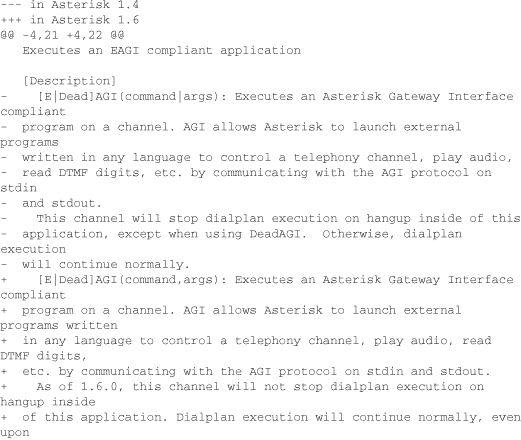 --- in Asterisk 1.4
+++ in Asterisk 1.6
@@ -4,21 +4,22 @@
Executes an EAGI compliant application
[Description]
- [E|Dead]AGI(command|args): Executes an Asterisk Gateway Interface
compliant
- program on a channel. AGI allows Asterisk to launch external
programs
- written in any language to control a telephony channel, play audio,
- read DTMF digits, etc. by communicating with the AGI protocol on
stdin
- and stdout.
- This channel will stop dialplan execution on hangup inside of this
- application, except when using DeadAGI. Otherwise, dialplan
execution
- will continue normally.
+ [E|Dead]AGI(command,args): Executes an Asterisk Gateway Interface
compliant
+ program on a channel. AGI allows Asterisk to launch external
programs written
+ in any language to control a telephony channel, play audio, read
DTMF digits,
+ etc. by communicating with the AGI protocol on stdin and stdout.
+ As of 1.6.0, this channel will not stop dialplan execution on
hangup inside
+ of this application. Dialplan execution will continue normally, even
upon